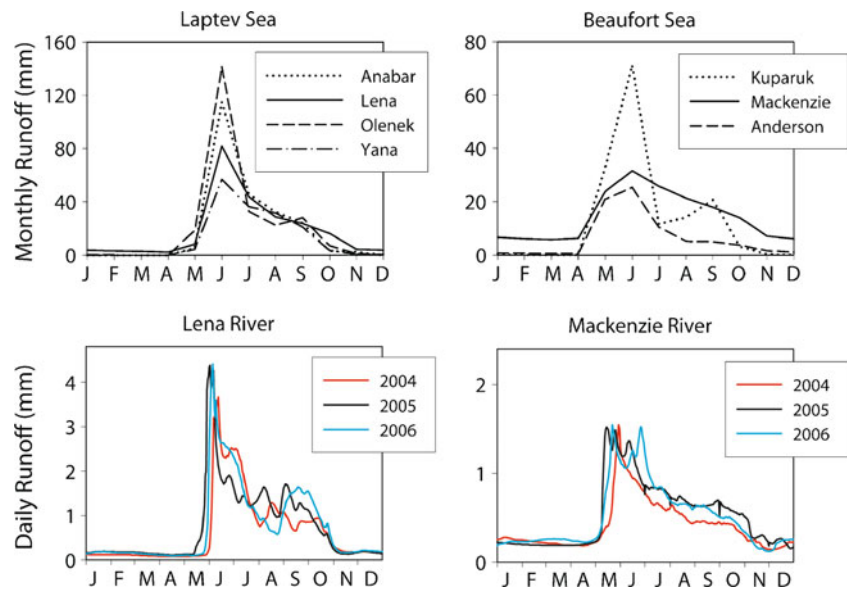 Laptev Sea
Monthly Runoff (mm)
160
120
80
40
0
Anabar
Lena
Olenek
Yana
J F M A M J J A S O N D
Beaufort Sea
80
60
40
20
0
Kuparuk
Mackenzie
Anderson
J F M A M J J A S O N D
Lena River
Daily Runoff (mm)
4
3
2
1
0
2004
2005
2006
J F M A M J J A S O N D
Mackenzie River
2
1
0
2004
2005
2006
J F M A M J J A S O N D